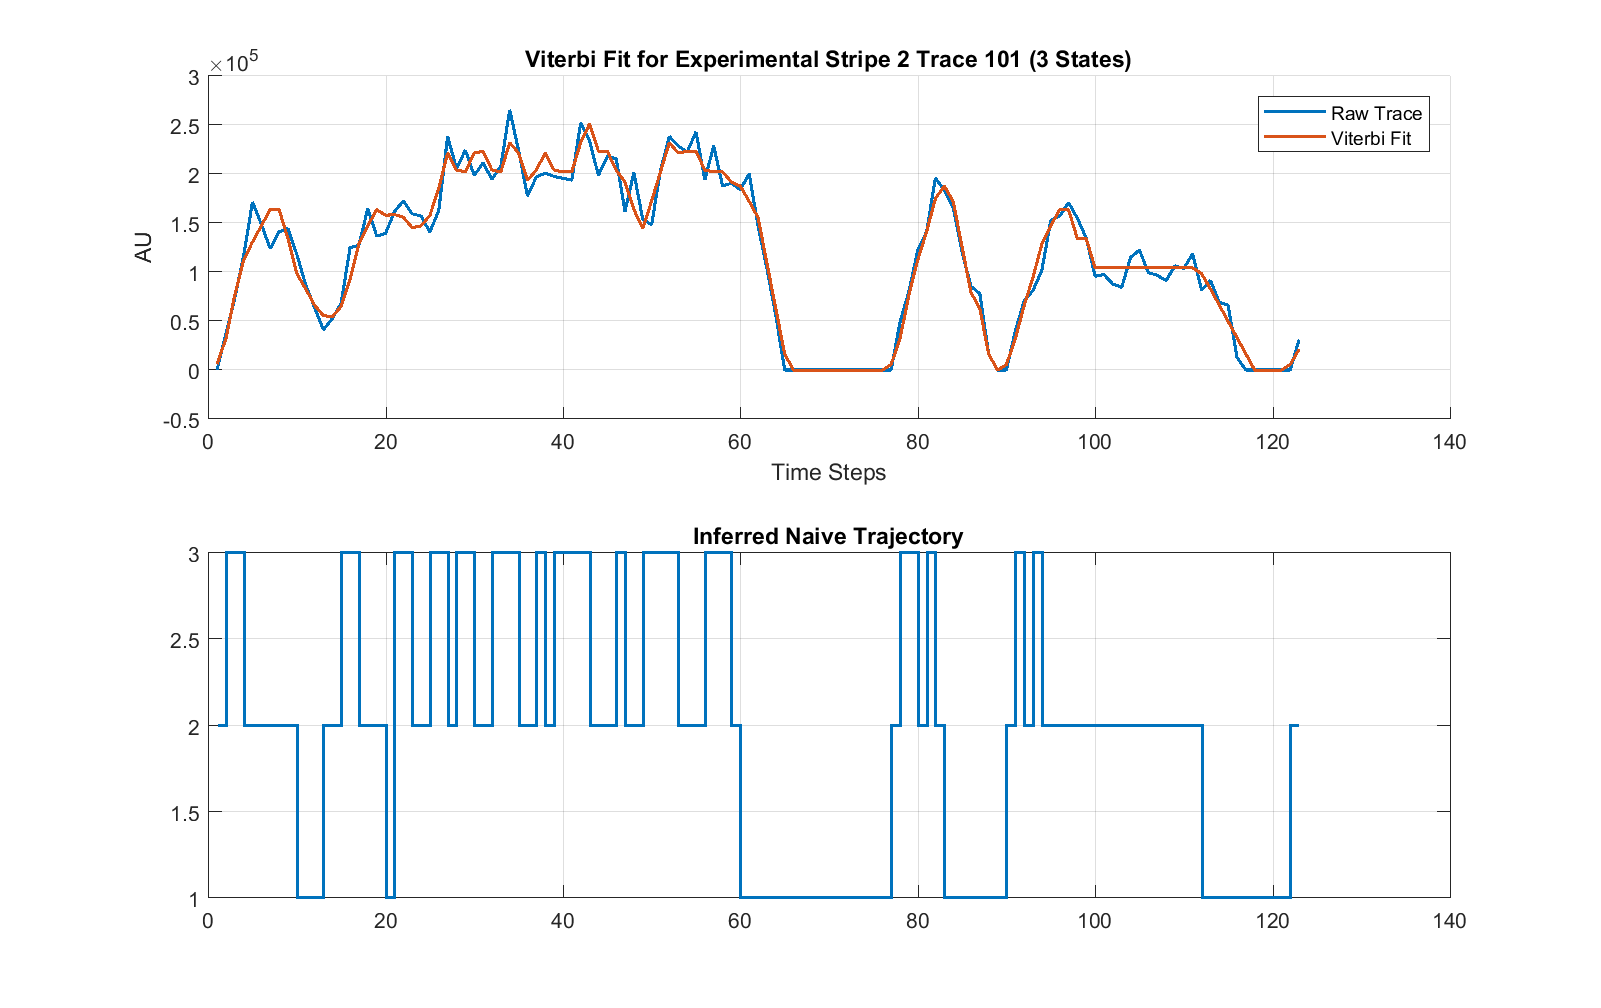 Viterbi Fit for Experimental Stripe 2 Trace 101 (3 States)
×10^5
3
2.5
2
1.5
1
0.5
0
-0.5
AU
Raw Trace
Viterbi Fit
0 20 40 60 80 100 120 140
Time Steps
Inferred Naive Trajectory
3
2.5
2
1.5
1
0 20 40 60 80 100 120 140